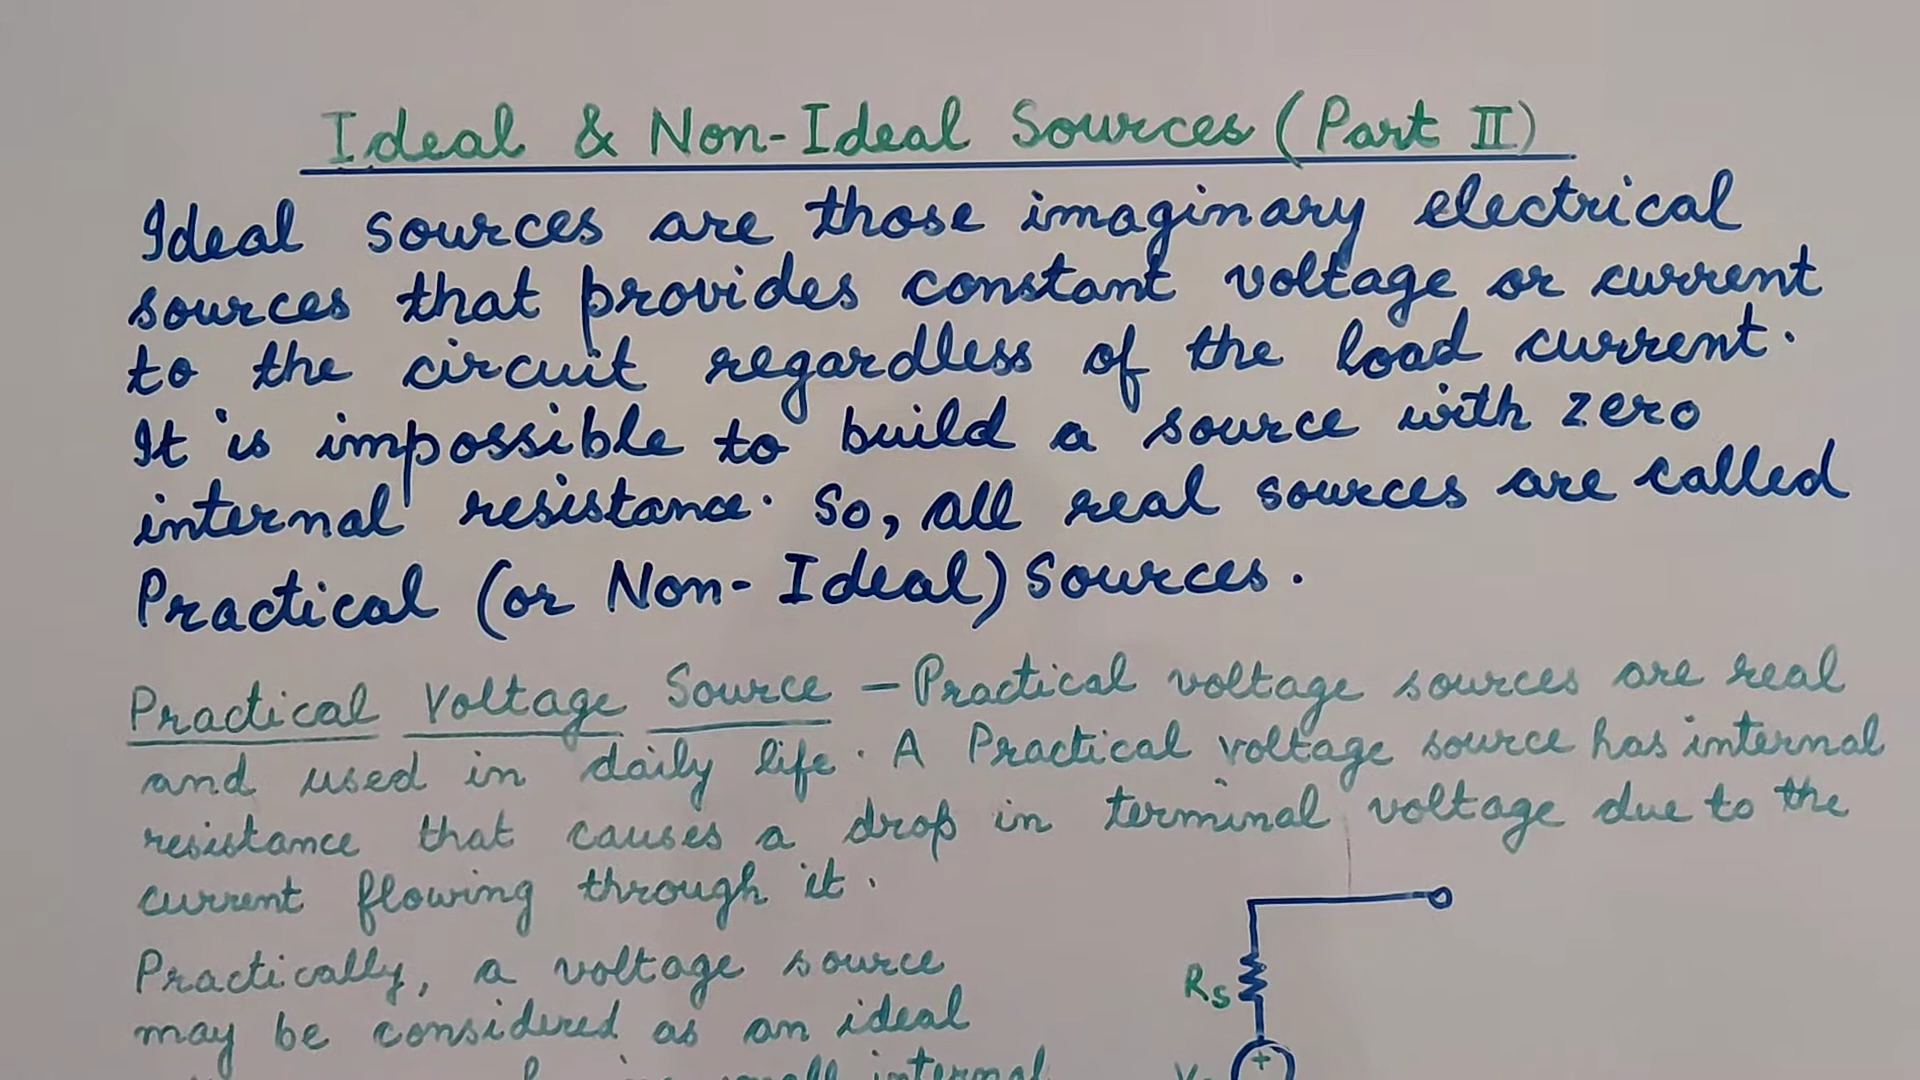 Ideal & Non-Ideal Sources (Part II)
Ideal sources are those imaginary electrical
sources that provides constant voltage or current
to the circuit regardless of the load current.
It is impossible to build a source with zero
internal resistance. So, all real sources are called
Practical (or Non-Ideal) Sources.
Practical Voltage Source - Practical voltage sources are real
and used in daily life. A Practical voltage source has internal
resistance that causes a drop in terminal voltage due to the
current flowing through it.
Practically, a voltage source
may be considered as an ideal
small internal
Rs
+